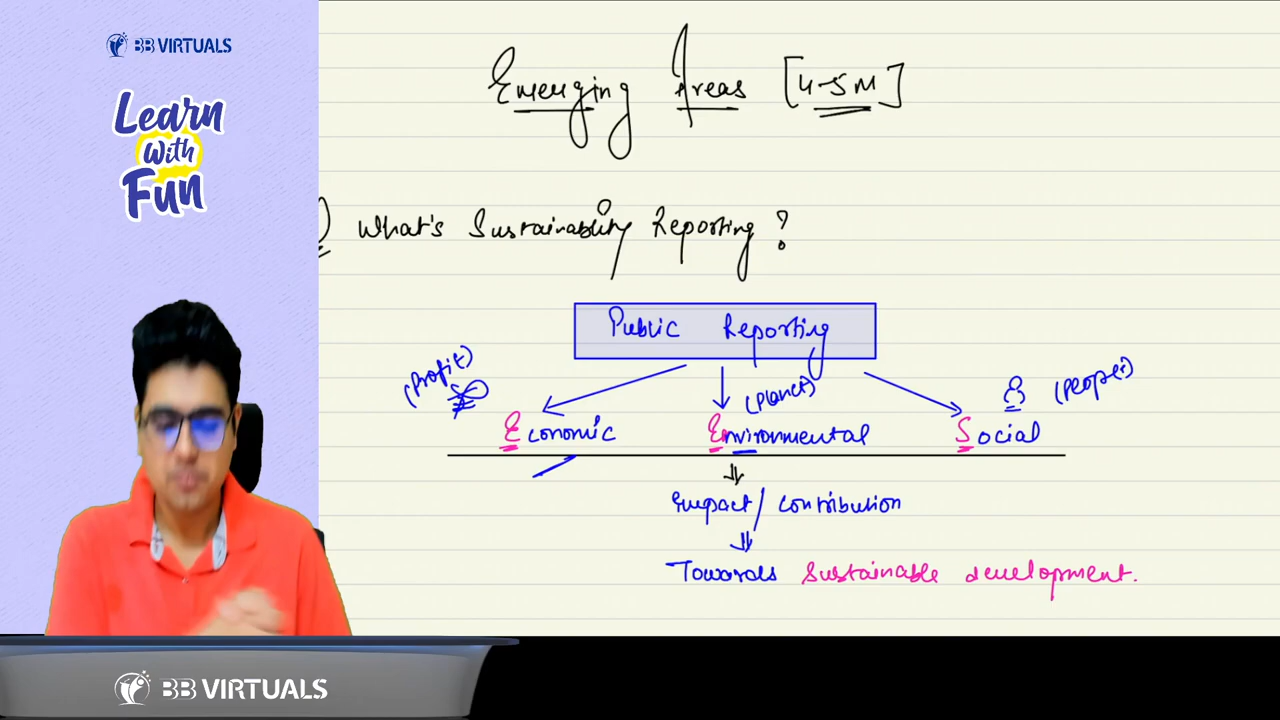 BB VIRTUALS
Learn
With
Fun
Emerging Areas [4-5M]
Q What's Sustainability Reporting?
Public Reporting
(Profit)
(Planet)
(People)
Economic Environmental Social
Impact / Contribution
Towards Sustainable development.
BB VIRTUALS